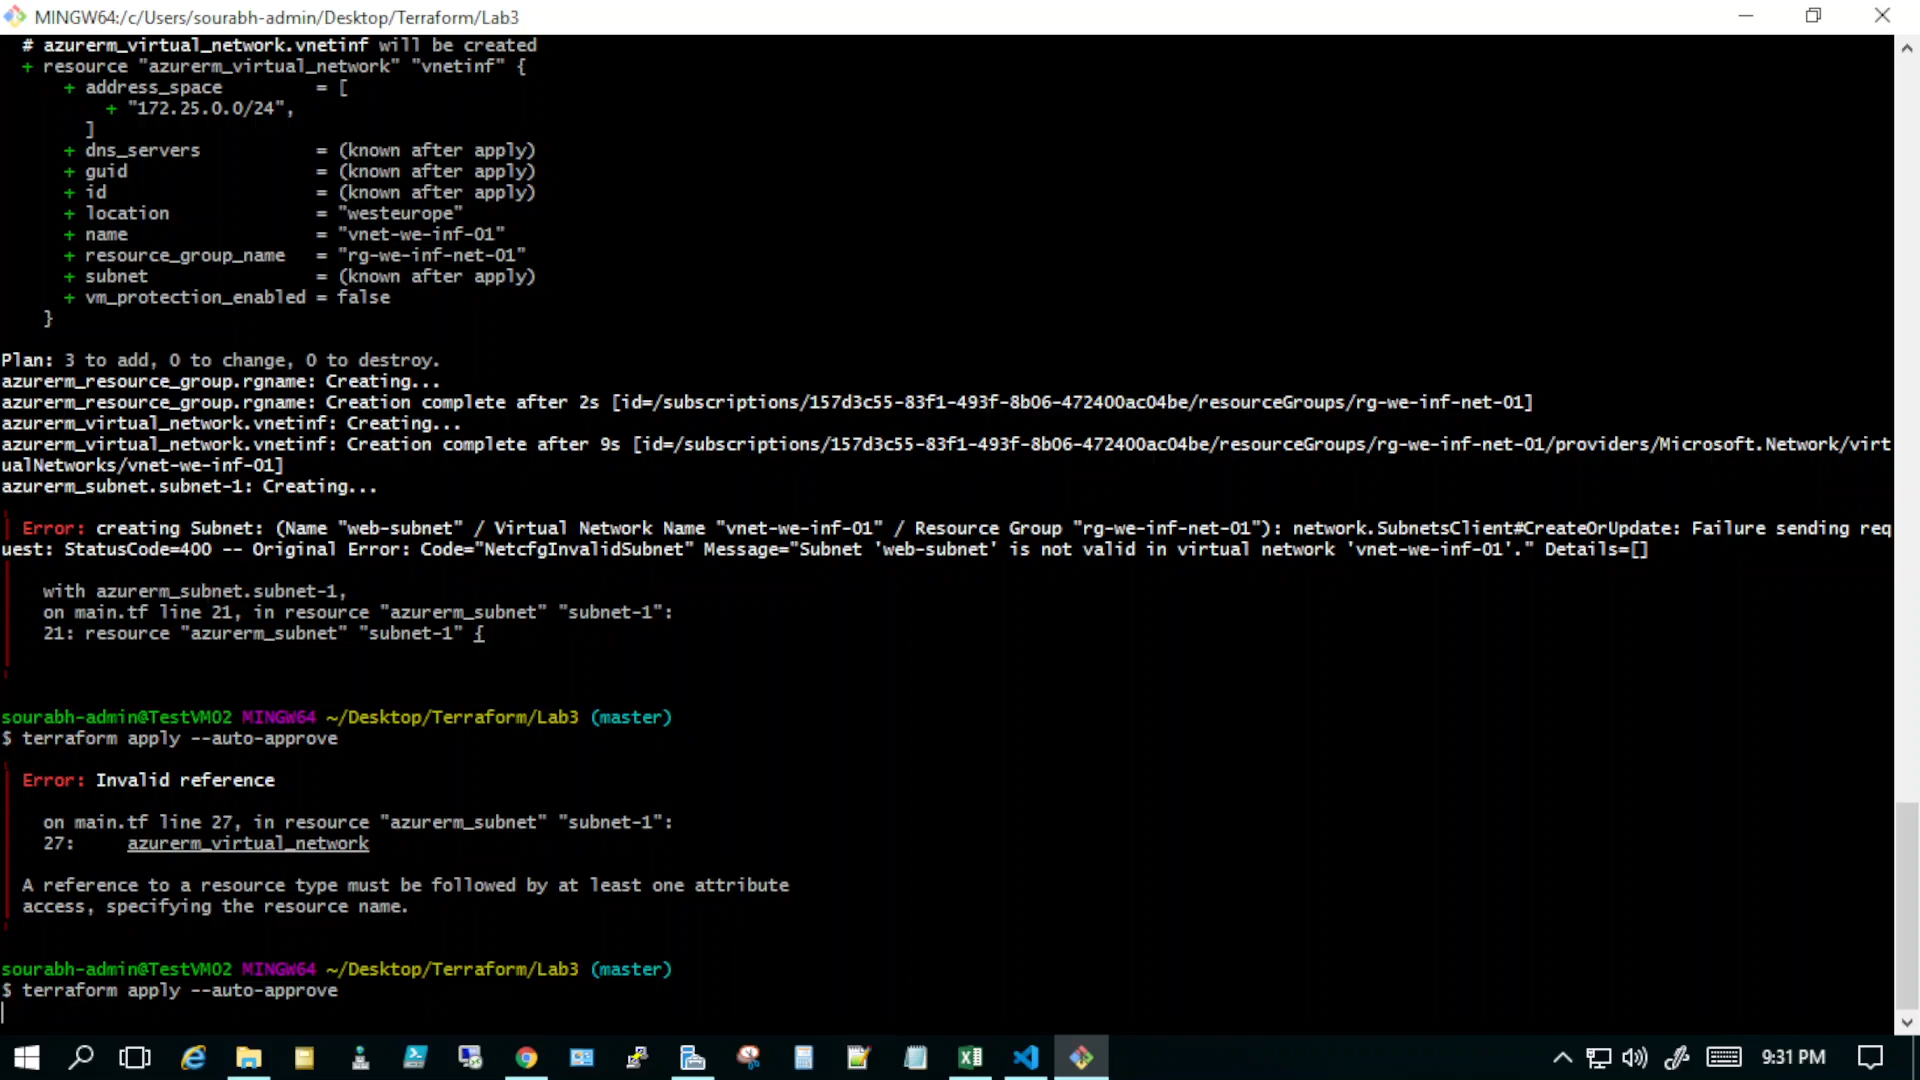 MINGW64:/c/Users/sourabh-admin/Desktop/Terraform/Lab3
# azurerm_virtual_network.vnetinf will be created
+ resource "azurerm_virtual_network" "vnetinf" {
+ address_space         = [
+ "172.25.0.0/24",
]
+ dns_servers           = (known after apply)
+ guid                  = (known after apply)
+ id                    = (known after apply)
+ location              = "westeurope"
+ name                  = "vnet-we-inf-01"
+ resource_group_name   = "rg-we-inf-net-01"
+ subnet                = (known after apply)
+ vm_protection_enabled = false
}
Plan: 3 to add, 0 to change, 0 to destroy.
azurerm_resource_group.rgname: Creating...
azurerm_resource_group.rgname: Creation complete after 2s [id=/subscriptions/157d3c55-83f1-493f-8b06-472400ac04be/resourceGroups/rg-we-inf-net-01]
azurerm_virtual_network.vnetinf: Creating...
azurerm_virtual_network.vnetinf: Creation complete after 9s [id=/subscriptions/157d3c55-83f1-493f-8b06-472400ac04be/resourceGroups/rg-we-inf-net-01/providers/Microsoft.Network/virt
ualNetworks/vnet-we-inf-01]
azurerm_subnet.subnet-1: Creating...
Error: creating Subnet: (Name "web-subnet" / Virtual Network Name "vnet-we-inf-01" / Resource Group "rg-we-inf-net-01"): network.SubnetsClient#CreateOrUpdate: Failure sending req
uest: StatusCode=400 -- Original Error: Code="NetcfgInvalidSubnet" Message="Subnet 'web-subnet' is not valid in virtual network 'vnet-we-inf-01'." Details=[]
with azurerm_subnet.subnet-1,
on main.tf line 21, in resource "azurerm_subnet" "subnet-1":
21: resource "azurerm_subnet" "subnet-1" {
sourabh-admin@TestVM02 MINGW64 ~/Desktop/Terraform/Lab3 (master)
$ terraform apply --auto-approve
Error: Invalid reference
on main.tf line 27, in resource "azurerm_subnet" "subnet-1":
27:     azurerm_virtual_network
A reference to a resource type must be followed by at least one attribute
access, specifying the resource name.
sourabh-admin@TestVM02 MINGW64 ~/Desktop/Terraform/Lab3 (master)
$ terraform apply --auto-approve
9:31 PM